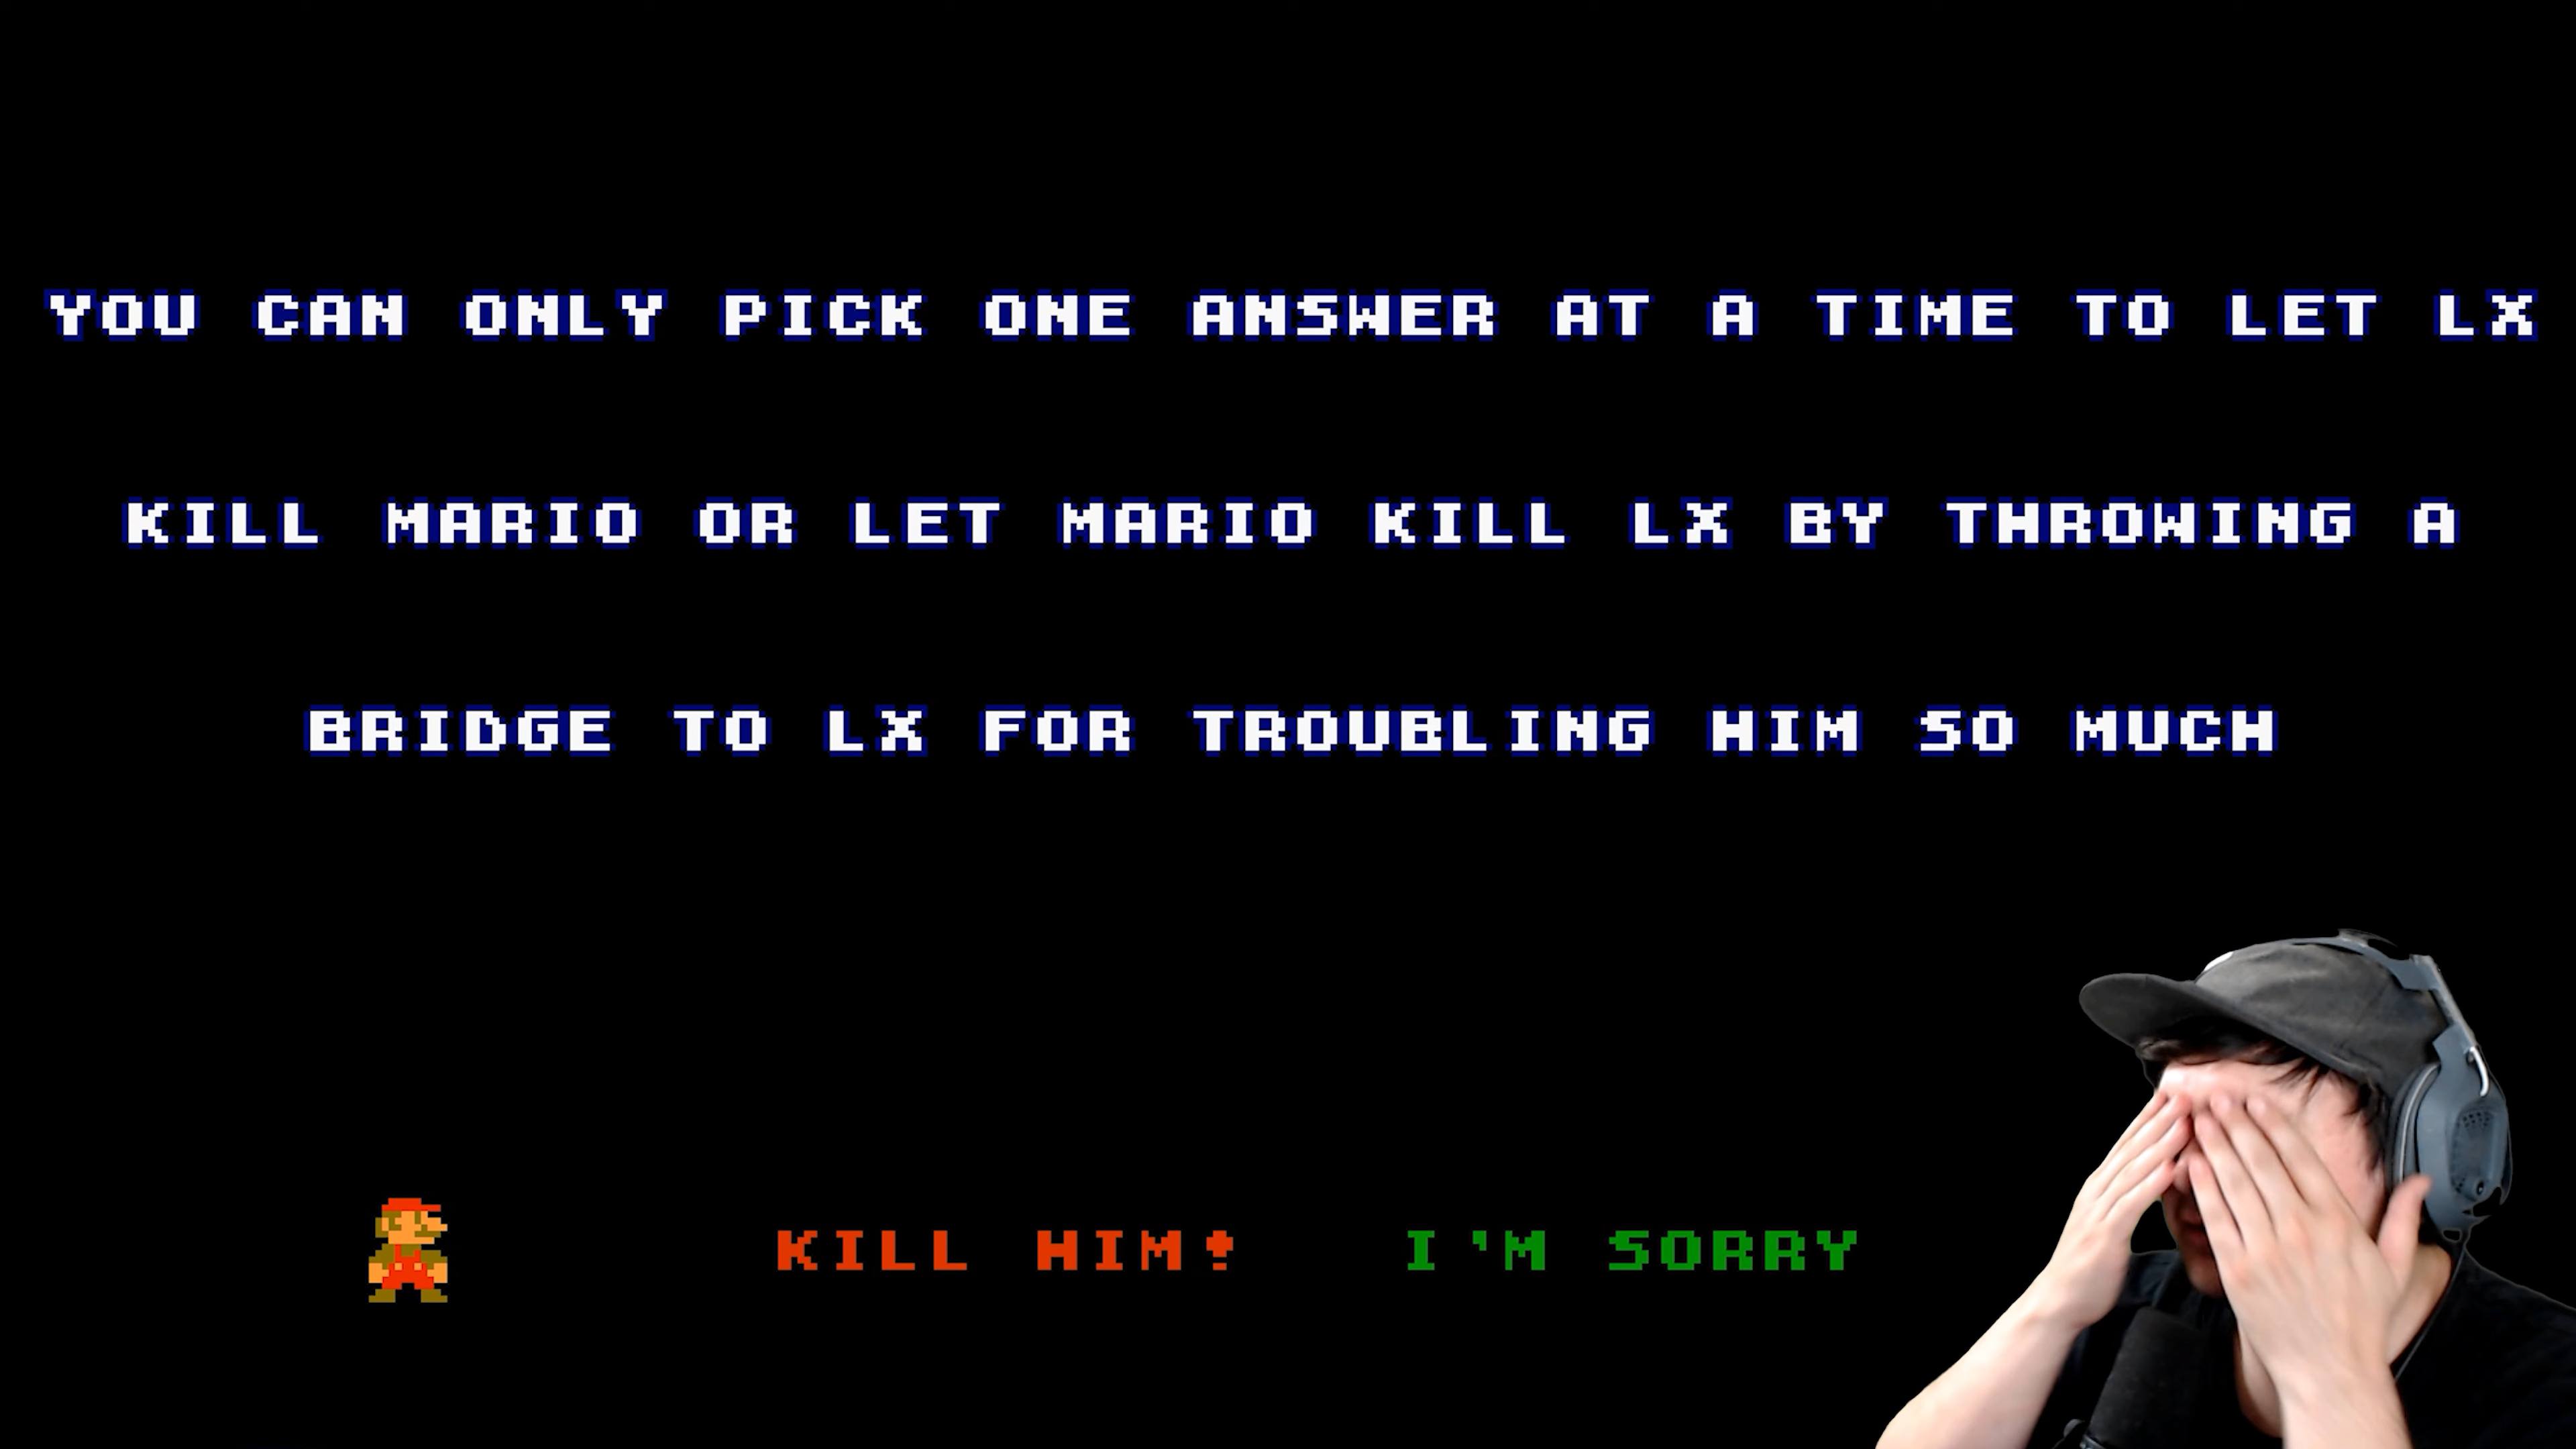 YOU CAN ONLY PICK ONE ANSWER AT A TIME TO LET LX
KILL MARIO OR LET MARIO KILL LX BY THROWING A
BRIDGE TO LX FOR TROUBLING HIM SO MUCH
KILL HIM! I'M SORRY